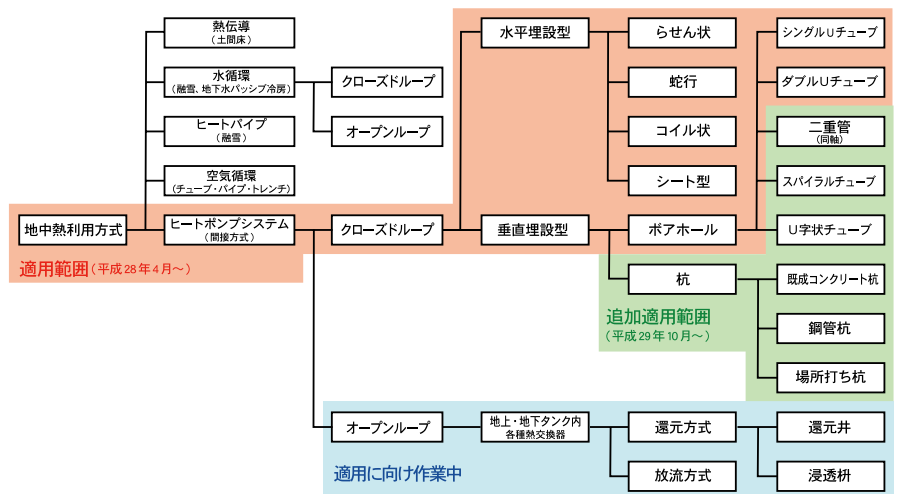 熱伝導
(土間床)
水循環
(融雪、地下水パッシブ冷房)
ヒートパイプ
(融雪)
空気循環
(チューブ・パイプ・トレンチ)
地中熱利用方式
ヒートポンプシステム
(間接方式)
適用範囲(平成28年4月～)
クローズドループ
オープンループ
クローズドループ
水平埋設型
垂直埋設型
らせん状
蛇行
コイル状
シート型
ボアホール
杭
シングルUチューブ
ダブルUチューブ
二重管
(同軸)
スパイラルチューブ
U字状チューブ
既成コンクリート杭
鋼管杭
場所打ち杭
追加適用範囲
(平成29年10月～)
オープンループ
地上・地下タンク内
各種熱交換器
還元方式
放流方式
還元井
浸透枡
適用に向け作業中